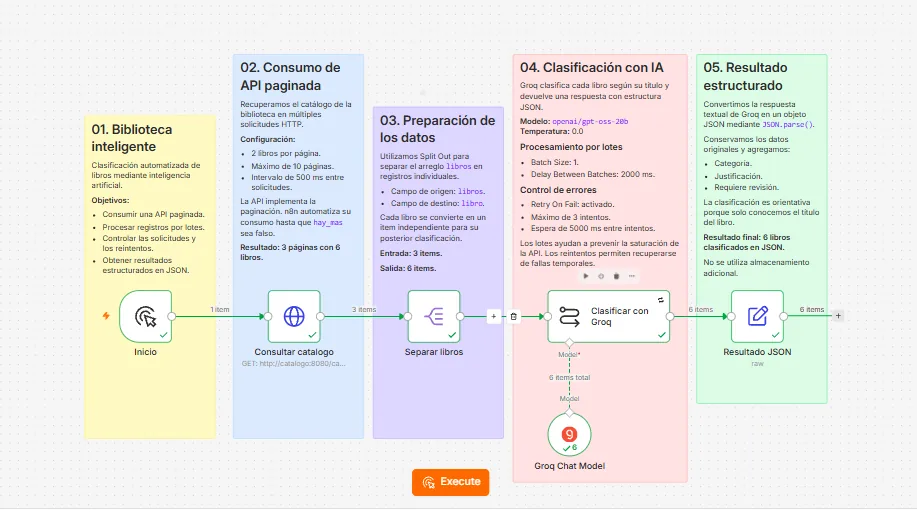 01. Biblioteca
inteligente
Clasificación automatizada de
libros mediante inteligencia
artificial.
Objetivos:
• Consumir una API paginada.
• Procesar registros por lotes.
• Controlar las solicitudes y
los reintentos.
• Obtener resultados
estructurados en JSON.
02. Consumo de
API paginada
Recuperamos el catálogo de la
biblioteca en múltiples
solicitudes HTTP.
Configuración:
• 2 libros por página.
• Máximo de 10 páginas.
• Intervalo de 500 ms entre
solicitudes.
La API implementa la
paginación. n8n automatiza su
consumo hasta que hay_mas
sea falso.
Resultado: 3 páginas con 6
libros.
03. Preparación de
los datos
Utilizamos Split Out para
separar el arreglo libros en
registros individuales.
• Campo de origen: libros.
• Campo de destino: libro.
Cada libro se convierte en un
item independiente para su
posterior clasificación.
Entrada: 3 items.
Salida: 6 items.
04. Clasificación con IA
Groq clasifica cada libro según su título y
devuelve una respuesta con estructura
JSON.
Modelo: openai/gpt-oss-20b
Temperatura: 0.0
Procesamiento por lotes
• Batch Size: 1.
• Delay Between Batches: 2000 ms.
Control de errores
• Retry On Fail: activado.
• Máximo de 3 intentos.
• Espera de 5000 ms entre intentos.
Los lotes ayudan a prevenir la saturación de
la API. Los reintentos permiten recuperarse
de fallas temporales.
05. Resultado
estructurado
Convertimos la respuesta
textual de Groq en un objeto
JSON mediante JSON.parse().
Conservamos los datos
originales y agregamos:
• Categoría.
• Justificación.
• Requiere revisión.
La clasificación es orientativa
porque solo conocemos el título
del libro.
Resultado final: 6 libros
clasificados en JSON.
No se utiliza almacenamiento
adicional.
1 item
3 items
6 items
6 items
Inicio
Consultar catalogo
GET: http://catalogo:8080/ca...
Separar libros
Clasificar con
Groq
Model*
6 items total
Model
6
Groq Chat Model
Resultado JSON
raw
Execute